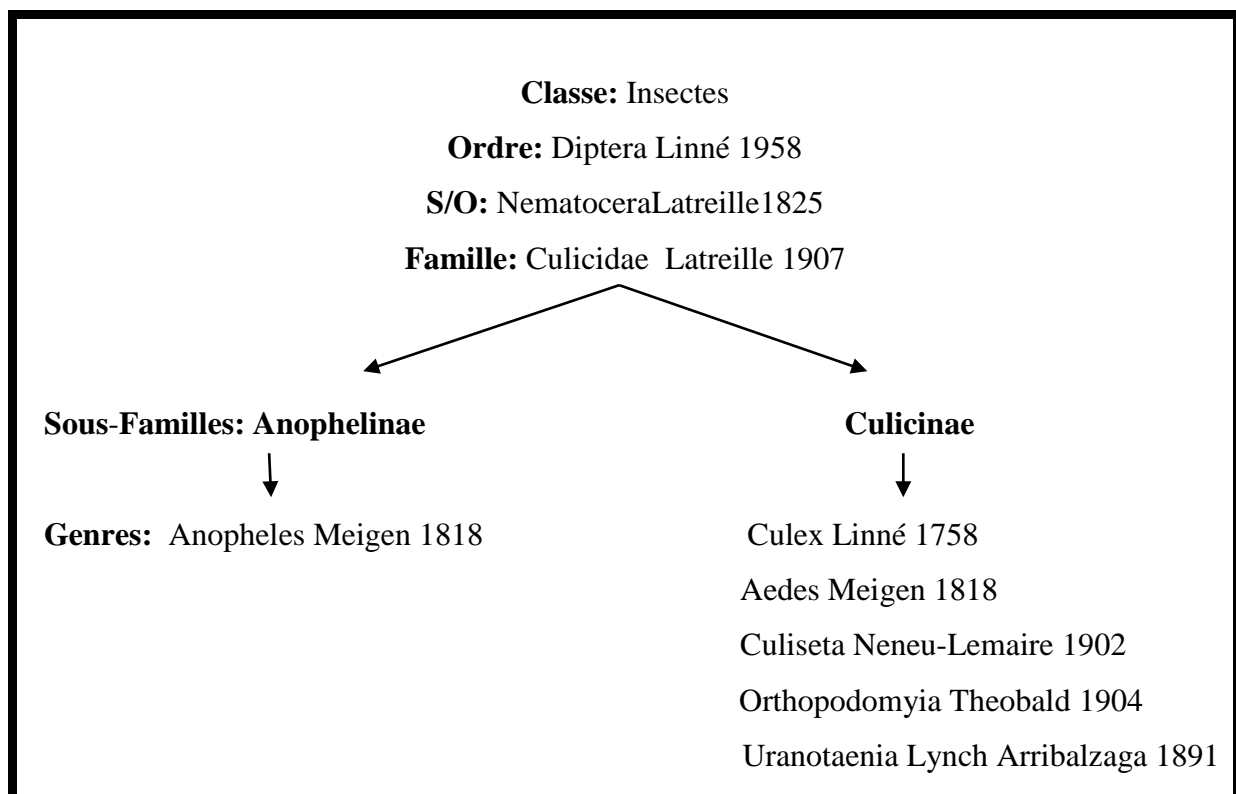 Classe: Insectes
Ordre: Diptera Linné 1958
S/O: NematoceraLatreille1825
Famille: Culicidae Latreille 1907
Sous-Familles: Anophelinae
Culicinae
Genres: Anopheles Meigen 1818
Culex Linné 1758
Aedes Meigen 1818
Culiseta Neneu-Lemaire 1902
Orthopodomyia Theobald 1904
Uranotaenia Lynch Arribalzaga 1891